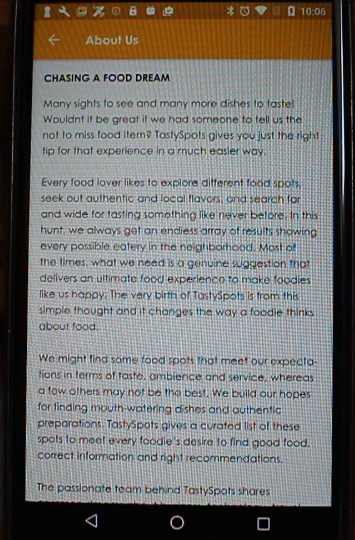 10:06
About Us
CHASING A FOOD DREAM
Many sights to see and many more dishes to taste!
Wouldnt it be great if we had someone to tell us the
not to miss food item? TastySpots gives you just the right
tip for that experience in a much easier way.
Every food lover likes to explore different food spots,
seek out authentic and local flavors, and search far
and wide for tasting something like never before. In this
hunt, we always get an endless array of results showing
every possible eatery in the neighborhood. Most of
the times, what we need is a genuine suggestion that
delivers an ultimate food experience to make foodies
like us happy. The very birth of TastySpots is from this
simple thought and it changes the way a foodie thinks
about food.
We might find some food spots that meet our expecta-
tions in terms of taste, ambience and service, whereas
a few others may not be the best. We build our hopes
for finding mouth-watering dishes and authentic
preparations. TastySpots gives a curated list of these
spots to meet every foodie's desire to find good food,
correct information and right recommendations.
The passionate team behind TastySpots shares